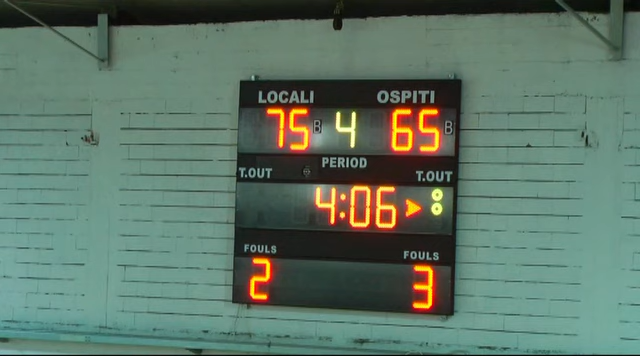 LOCALI OSPITI
75 B 4 65 B
PERIOD
T.OUT T.OUT
4:06
FOULS FOULS
2 3